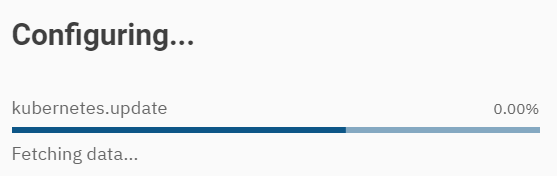 Configuring...
kubernetes.update 0.00%
Fetching data...